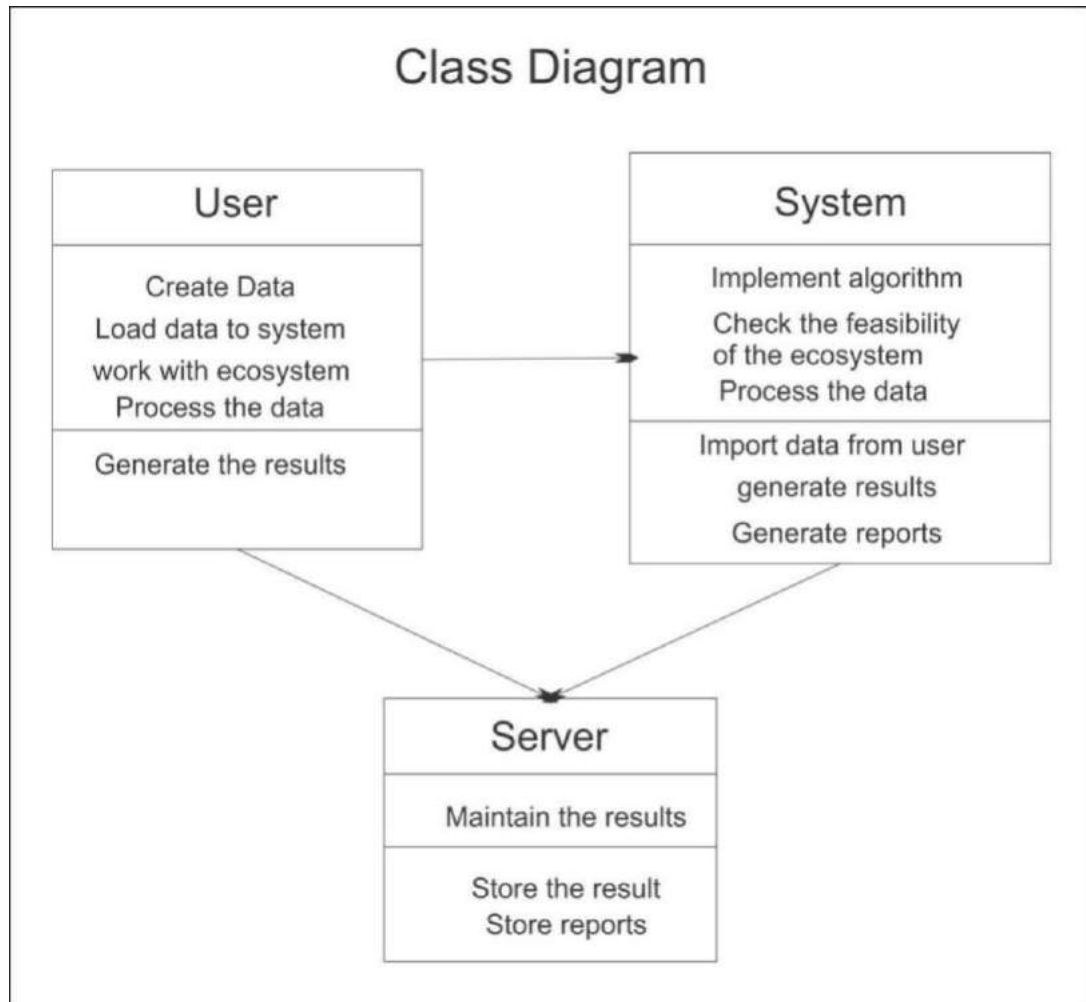 Class Diagram
User
Create Data
Load data to system
work with ecosystem
Process the data
Generate the results
System
Implement algorithm
Check the feasibility
of the ecosystem
Process the data
Import data from user
generate results
Generate reports
Server
Maintain the results
Store the result
Store reports